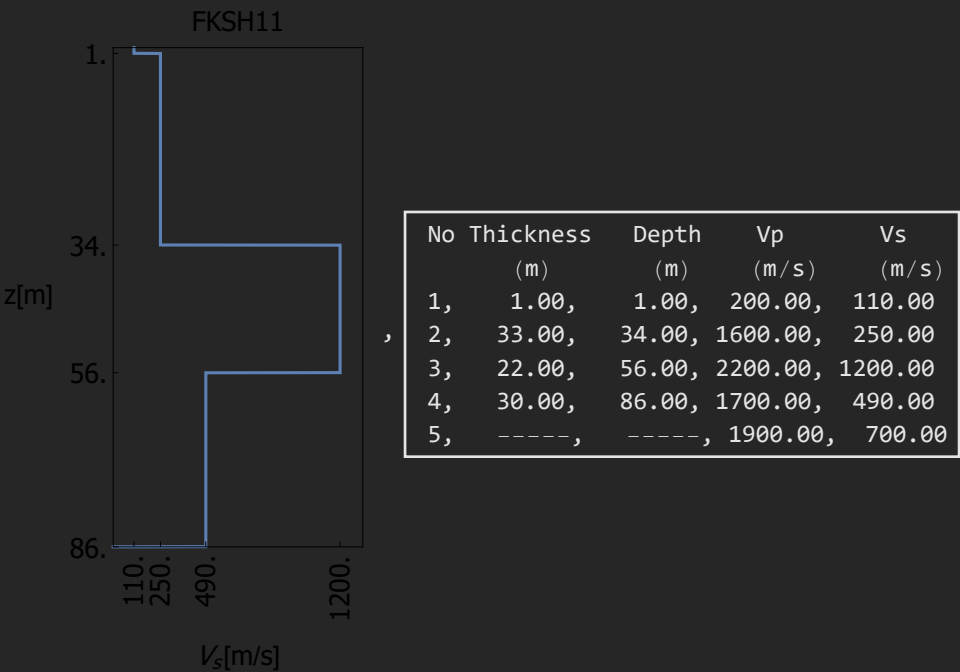 FKSH11
1.
34.
z[m]
56.
86.
110.
250.
490.
1200.
Vs[m/s]
,
No Thickness Depth Vp Vs
(m) (m) (m/s) (m/s)
1, 1.00, 1.00, 200.00, 110.00
2, 33.00, 34.00, 1600.00, 250.00
3, 22.00, 56.00, 2200.00, 1200.00
4, 30.00, 86.00, 1700.00, 490.00
5, -----, -----, 1900.00, 700.00